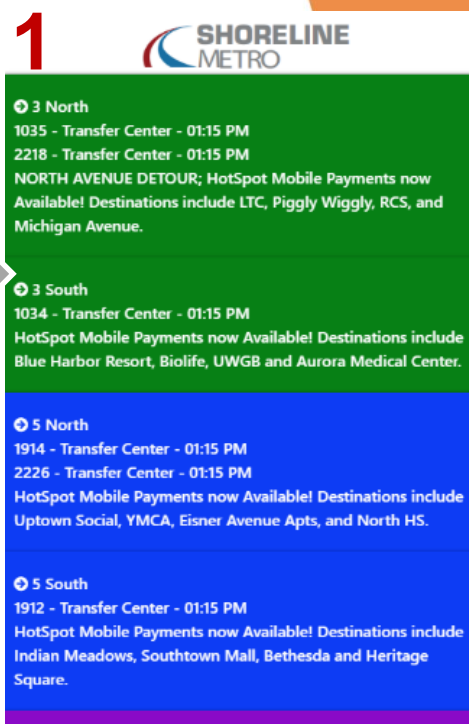 1
SHORELINE
METRO
3 North
1035 - Transfer Center - 01:15 PM
2218 - Transfer Center - 01:15 PM
NORTH AVENUE DETOUR; HotSpot Mobile Payments now
Available! Destinations include LTC, Piggly Wiggly, RCS, and
Michigan Avenue.
3 South
1034 - Transfer Center - 01:15 PM
HotSpot Mobile Payments now Available! Destinations include
Blue Harbor Resort, Biolife, UWGB and Aurora Medical Center.
5 North
1914 - Transfer Center - 01:15 PM
2226 - Transfer Center - 01:15 PM
HotSpot Mobile Payments now Available! Destinations include
Uptown Social, YMCA, Eisner Avenue Apts, and North HS.
5 South
1912 - Transfer Center - 01:15 PM
HotSpot Mobile Payments now Available! Destinations include
Indian Meadows, Southtown Mall, Bethesda and Heritage
Square.